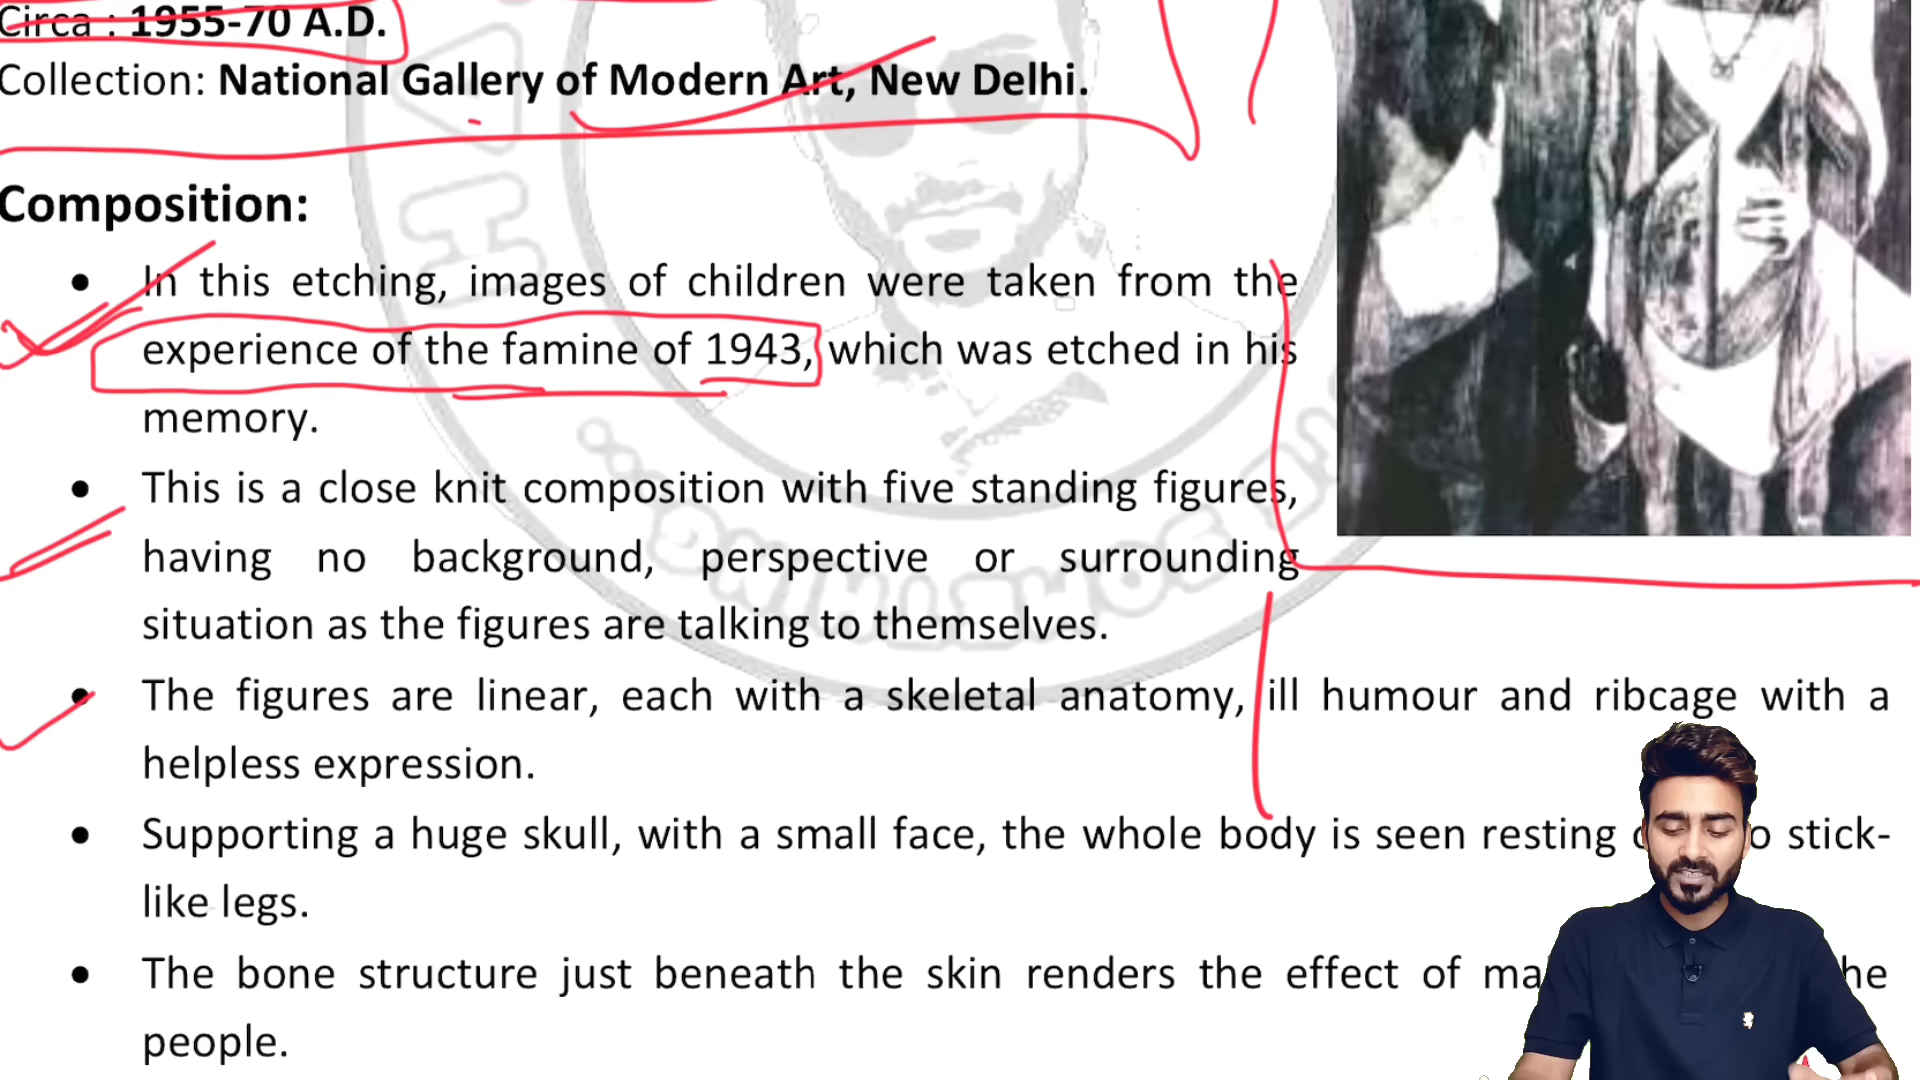 Circa : 1955-70 A.D.
Collection: National Gallery of Modern Art, New Delhi.
Composition:
• In this etching, images of children were taken from the
experience of the famine of 1943, which was etched in his
memory.
• This is a close knit composition with five standing figures,
having no background, perspective or surrounding
situation as the figures are talking to themselves.
• The figures are linear, each with a skeletal anatomy, ill humour and ribcage with a
helpless expression.
• Supporting a huge skull, with a small face, the whole body is seen resting stick-
like legs.
• The bone structure just beneath the skin renders the effect of
people.